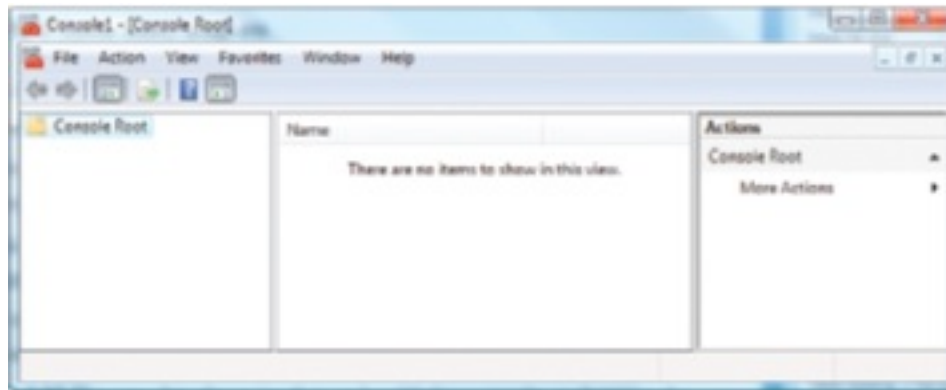 Console1 - [Console Root]
File Action View Favorites Window Help
Console Root
Name
There are no items to show in this view.
Actions
Console Root
More Actions